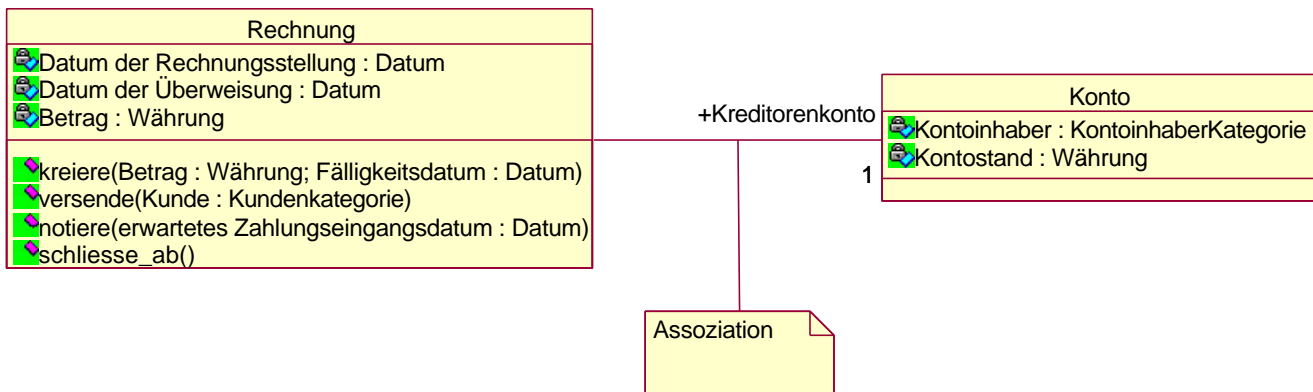 Rechnung
Datum der Rechnungsstellung : Datum
Datum der Überweisung : Datum
Betrag : Währung
kreiere(Betrag : Währung; Fälligkeitsdatum : Datum)
versende(Kunde : Kundenkategorie)
notiere(erwartetes Zahlungseingangsdatum : Datum)
schliesse_ab()
+Kreditorenkonto
1
Konto
Kontoinhaber : KontoinhaberKategorie
Kontostand : Währung
Assoziation